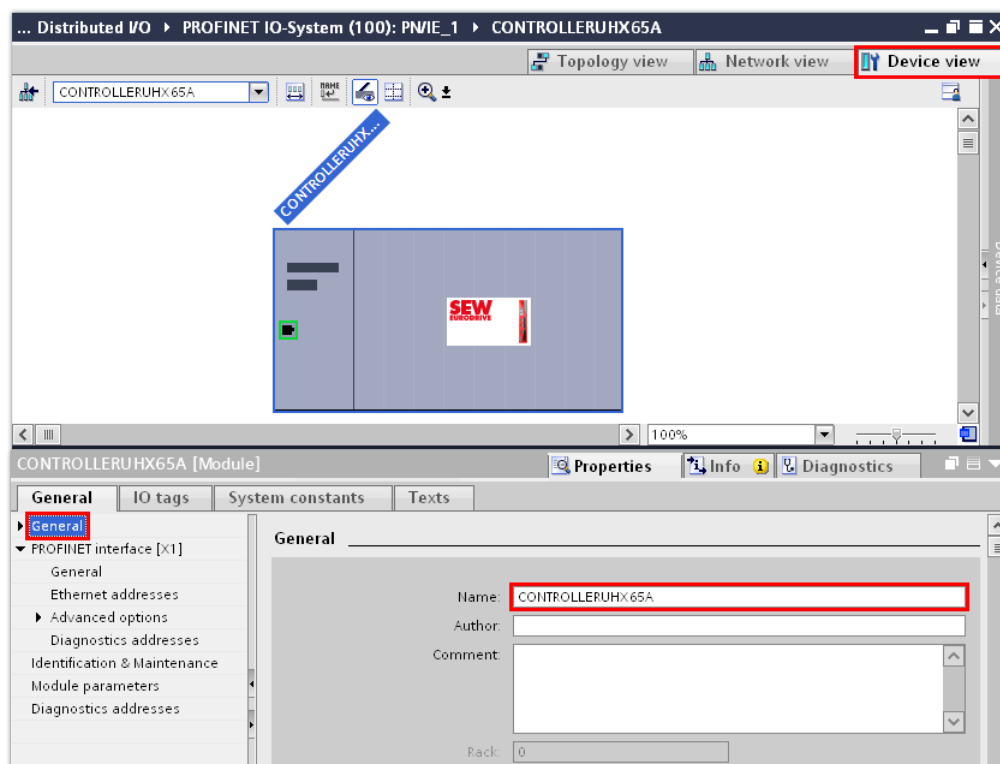 ... Distributed I/O ▸ PROFINET IO-System (100): PN/IE_1 ▸ CONTROLLERUHX65A
Topology view Network view Device view
CONTROLLERUHX65A NAME
CONTROLLERUHX...
SEW
EURODRIVE
100%
CONTROLLERUHX65A [Module] Properties Info Diagnostics
General IO tags System constants Texts
General
PROFINET interface [X1]
General
Ethernet addresses
Advanced options
Diagnostics addresses
Identification & Maintenance
Module parameters
Diagnostics addresses
General
Name: CONTROLLERUHX65A
Author:
Comment:
Rack: 0